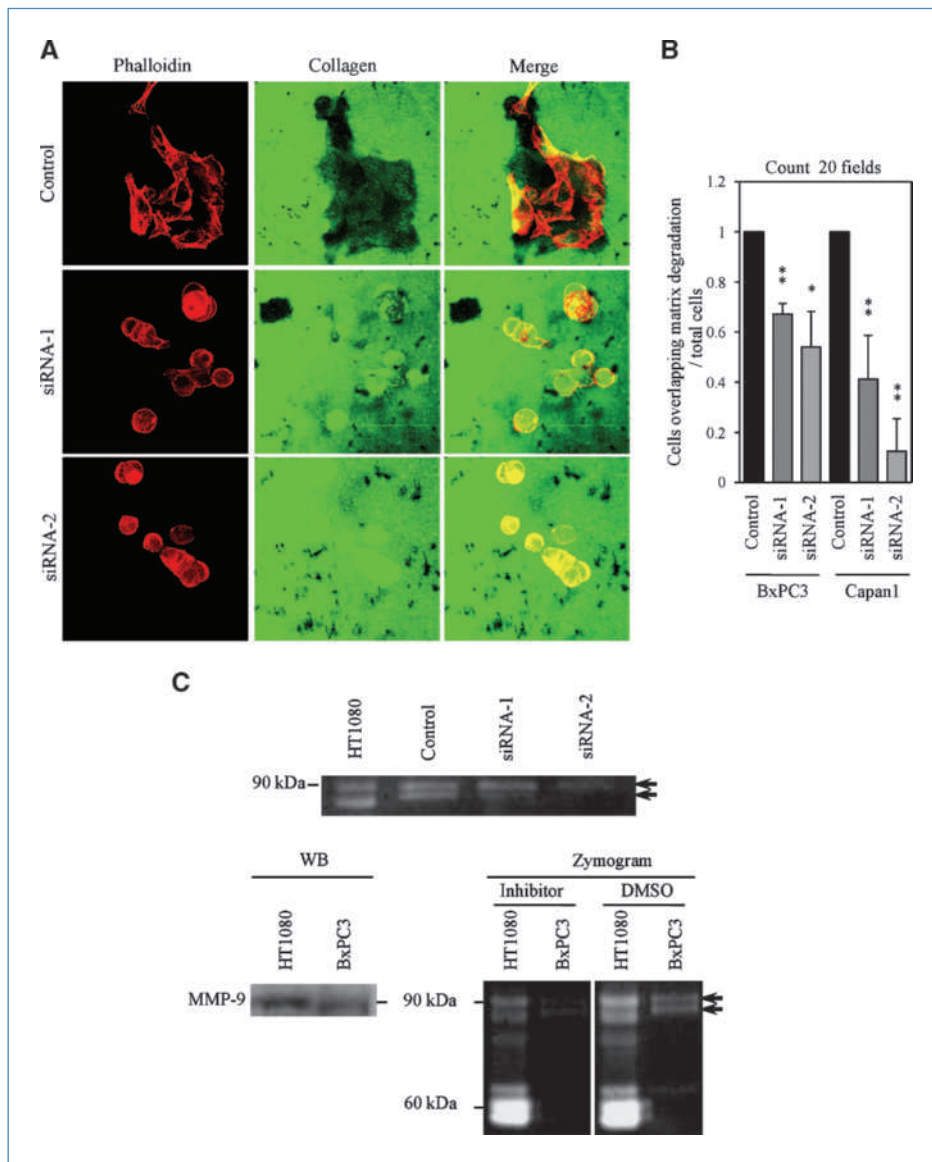 A
Phalloidin Collagen Merge
Control
siRNA-1
siRNA-2
B
Count 20 fields
Cells overlapping matrix degradation
/ total cells
1.2
1
0.8
0.6
0.4
0.2
0
** * ** **
Control siRNA-1 siRNA-2 Control siRNA-1 siRNA-2
BxPC3 Capan1
C
HT1080 Control siRNA-1 siRNA-2
90 kDa
WB
HT1080 BxPC3
MMP-9
Zymogram
Inhibitor DMSO
HT1080 BxPC3 HT1080 BxPC3
90 kDa
60 kDa